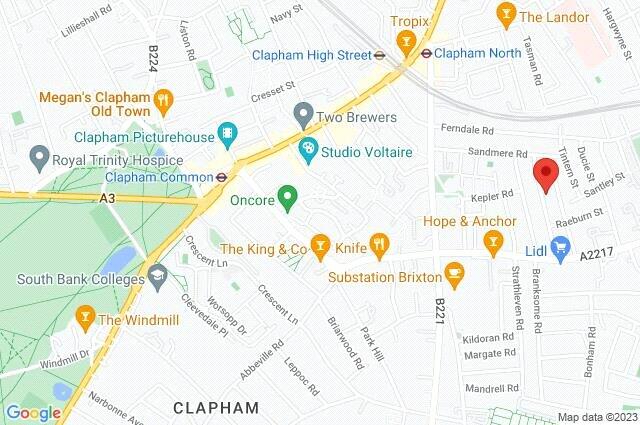 Lillieshall Rd
B224
Liston Rd
Navy St
Tropix
The Landor
Hargwyne St
Tasman Rd
Clapham High Street
Clapham North
Cresset St
Megan's Clapham
Old Town
Two Brewers
Ferndale Rd
Clapham Picturehouse
Studio Voltaire
Sandmere Rd
Ducie St
Tintern St
Royal Trinity Hospice
Clapham Common
Santley St
A3
Oncore
Kepler Rd
Raeburn St
Hope & Anchor
The King & Co
Knife
Lidl
A2217
Crescent Ln
South Bank Colleges
Substation Brixton
Strathleven Rd
Branksome Rd
Worsopp Dr
Cleevedale Pl
Crescent Ln
B221
The Windmill
Briarwood Rd
Park Hill
Kildoran Rd
Margate Rd
Bonham Rd
Windmill Dr
Abbeville Rd
Leppoc Rd
Mandrell Rd
Narbonne Ave
CLAPHAM
Google
Map data ©2023